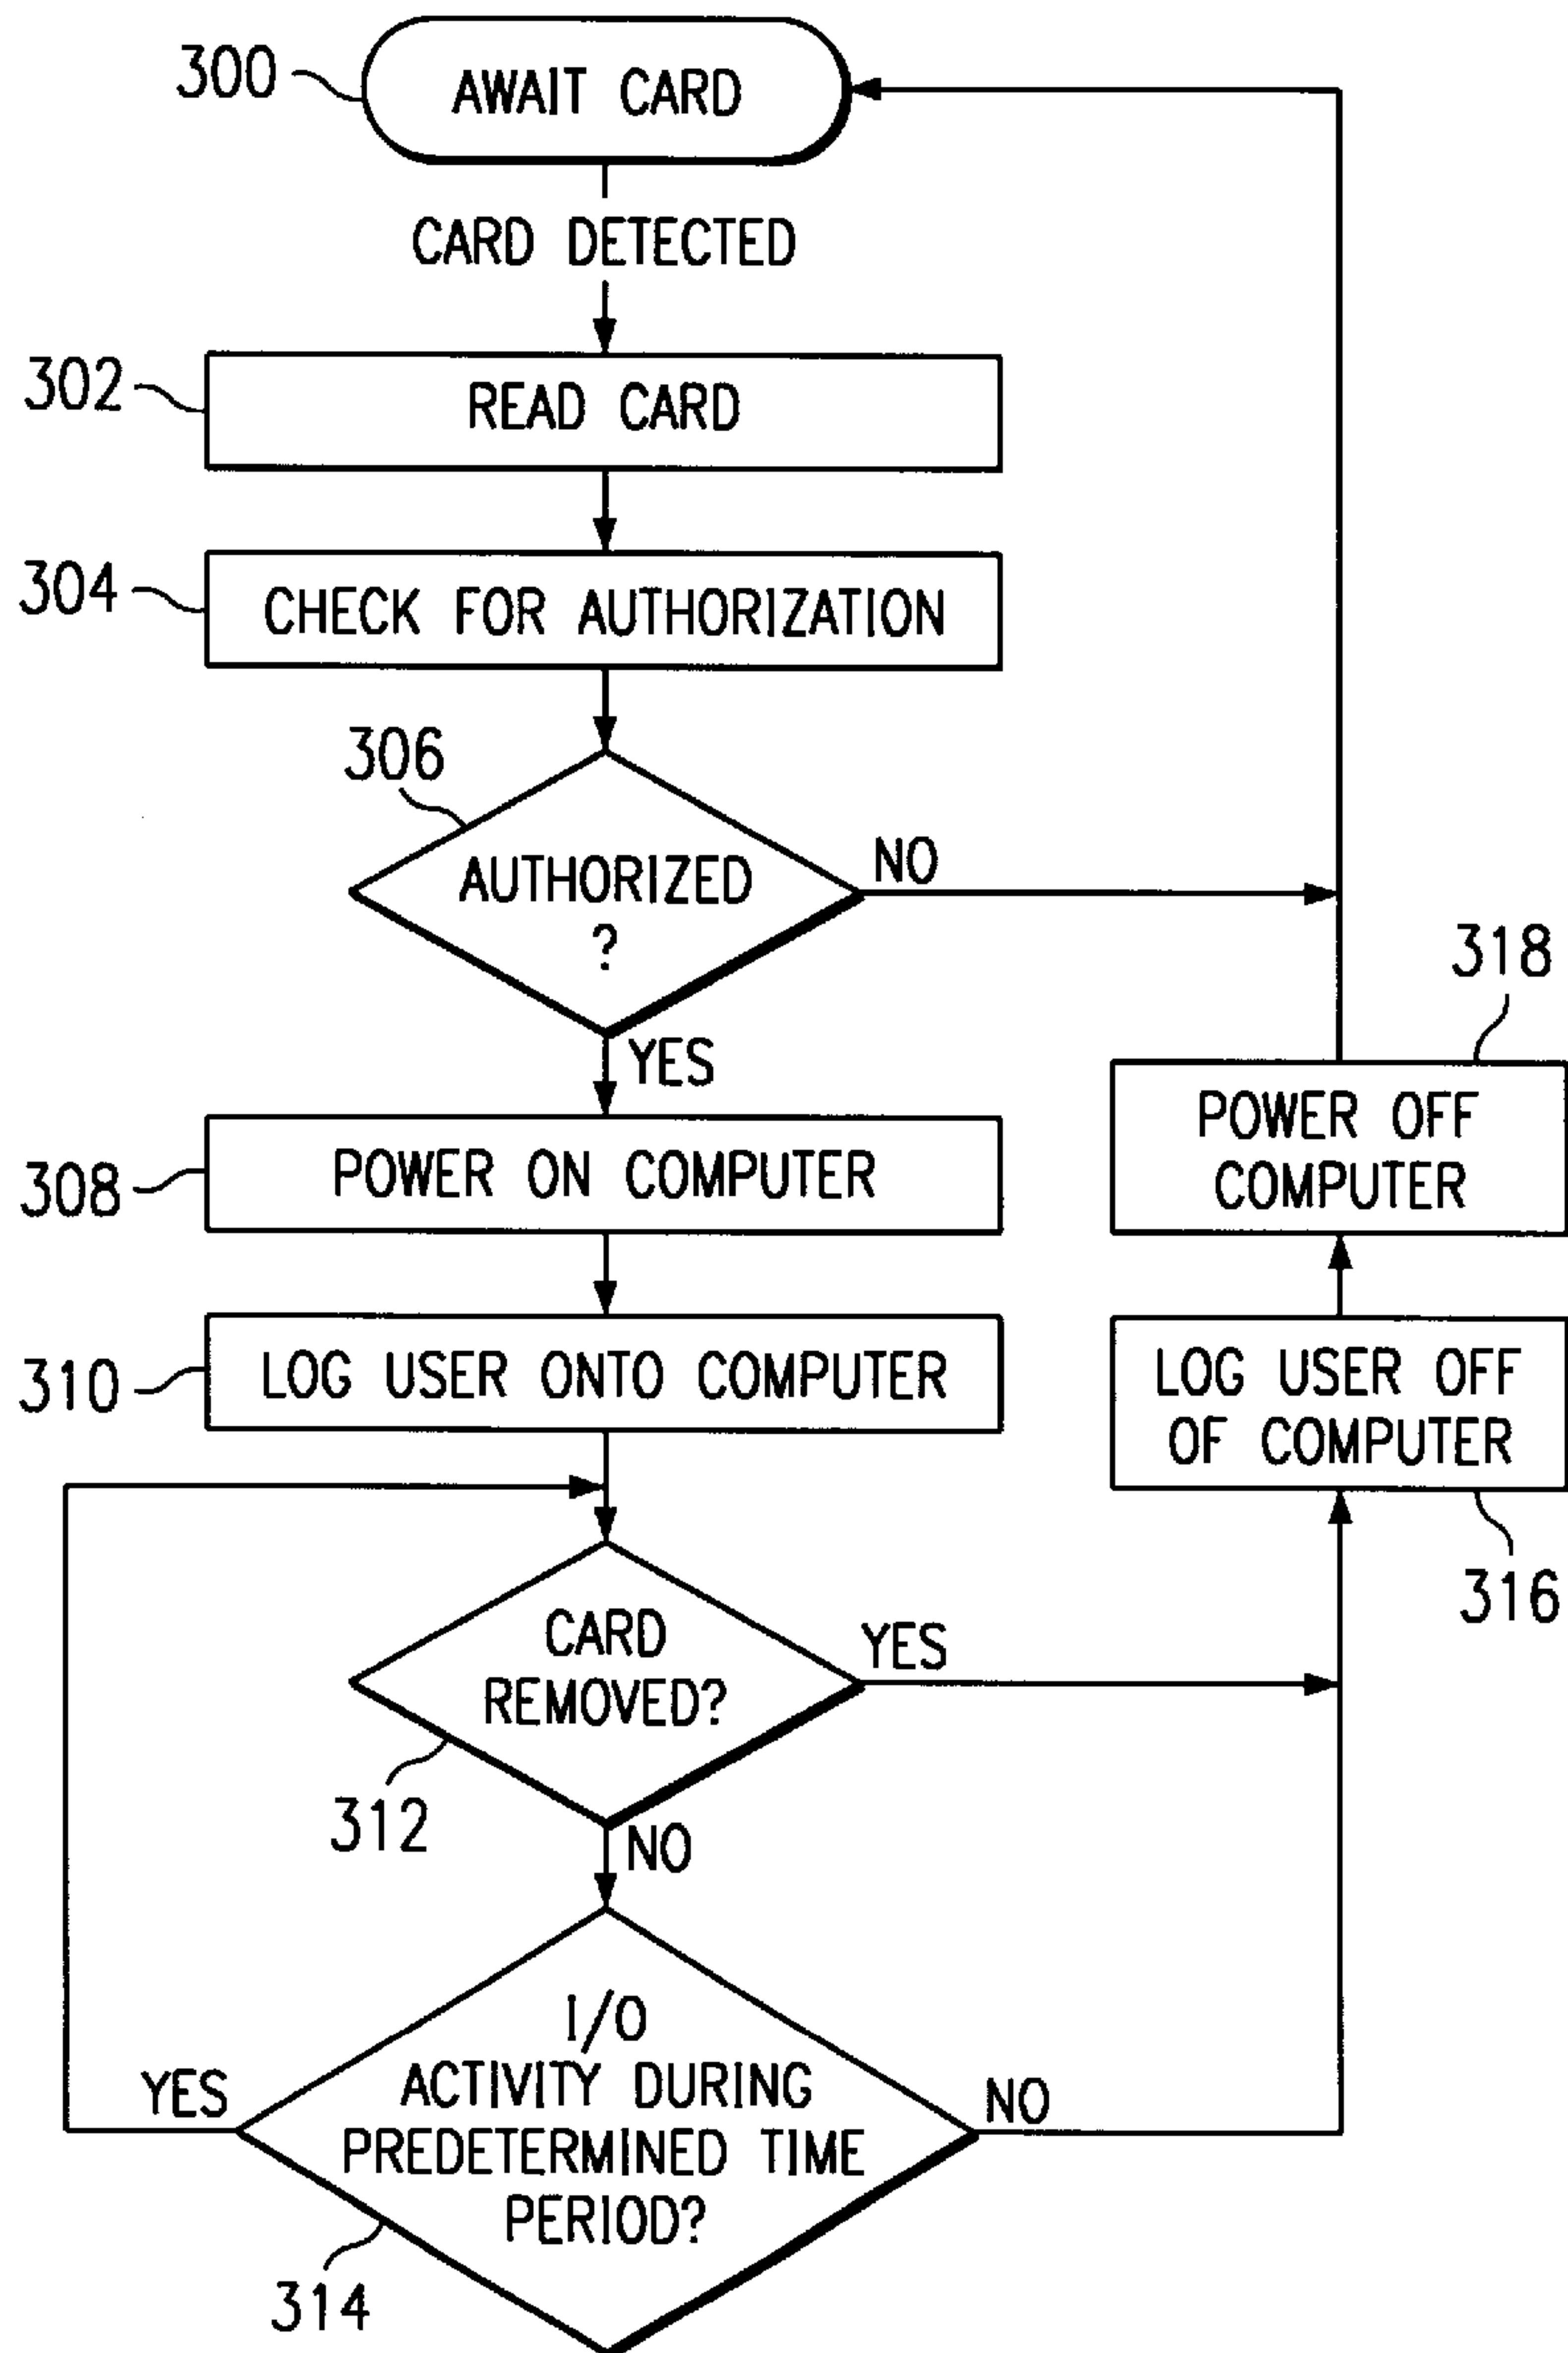 300
AWAIT CARD
CARD DETECTED
302
READ CARD
304
CHECK FOR AUTHORIZATION
306
AUTHORIZED
?
NO
YES
318
POWER OFF
COMPUTER
308
POWER ON COMPUTER
310
LOG USER ONTO COMPUTER
LOG USER OFF
OF COMPUTER
316
CARD
REMOVED?
YES
312
NO
I/O
ACTIVITY DURING
PREDETERMINED TIME
PERIOD?
YES
NO
314